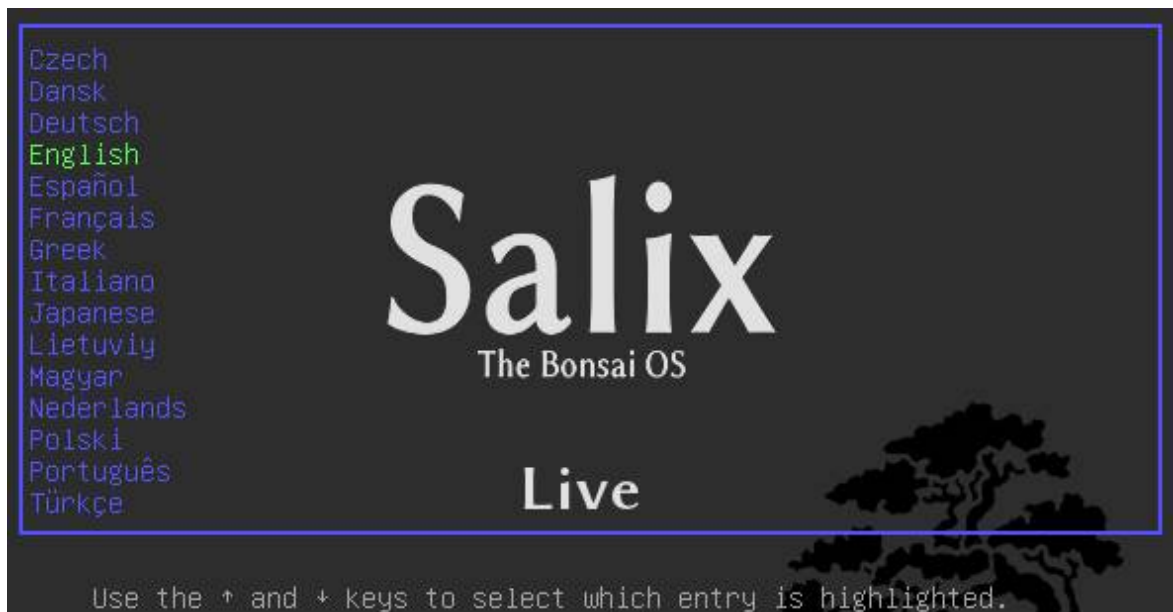 Czech
Dansk
Deutsch
English
Español
Français
Greek
Italiano
Japanese
Lietuviy
Magyar
Nederlands
Polski
Português
Türkçe
Salix
The Bonsai OS
Live
Use the ↑ and ↓ keys to select which entry is highlighted.